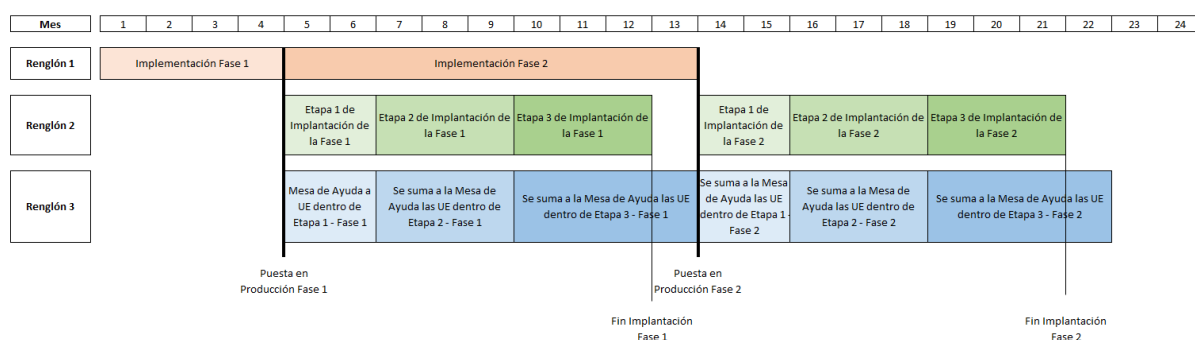 Mes 1 2 3 4 5 6 7 8 9 10 11 12 13 14 15 16 17 18 19 20 21 22 23 24
Renglón 1
Implementación Fase 1
Implementación Fase 2
Renglón 2
Etapa 1 de
Implantación de
la Fase 1
Etapa 2 de Implantación de
la Fase 1
Etapa 3 de Implantación de
la Fase 1
Etapa 1 de
Implantación de
la Fase 2
Etapa 2 de Implantación de
la Fase 2
Etapa 3 de Implantación de
la Fase 2
Renglón 3
Mesa de Ayuda a
UE dentro de
Etapa 1 - Fase 1
Se suma a la Mesa de
Ayuda las UE dentro de
Etapa 2 - Fase 1
Se suma a la Mesa de Ayuda las UE
dentro de Etapa 3 - Fase 1
Se suma a la Mesa
de Ayuda las UE
dentro de Etapa 1 -
Fase 2
Se suma a la Mesa de
Ayuda las UE dentro de
Etapa 2 - Fase 2
Se suma a la Mesa de Ayuda las UE
dentro de Etapa 3 - Fase 2
Puesta en
Producción Fase 1
Puesta en
Producción Fase 2
Fin Implantación
Fase 1
Fin Implantación
Fase 2